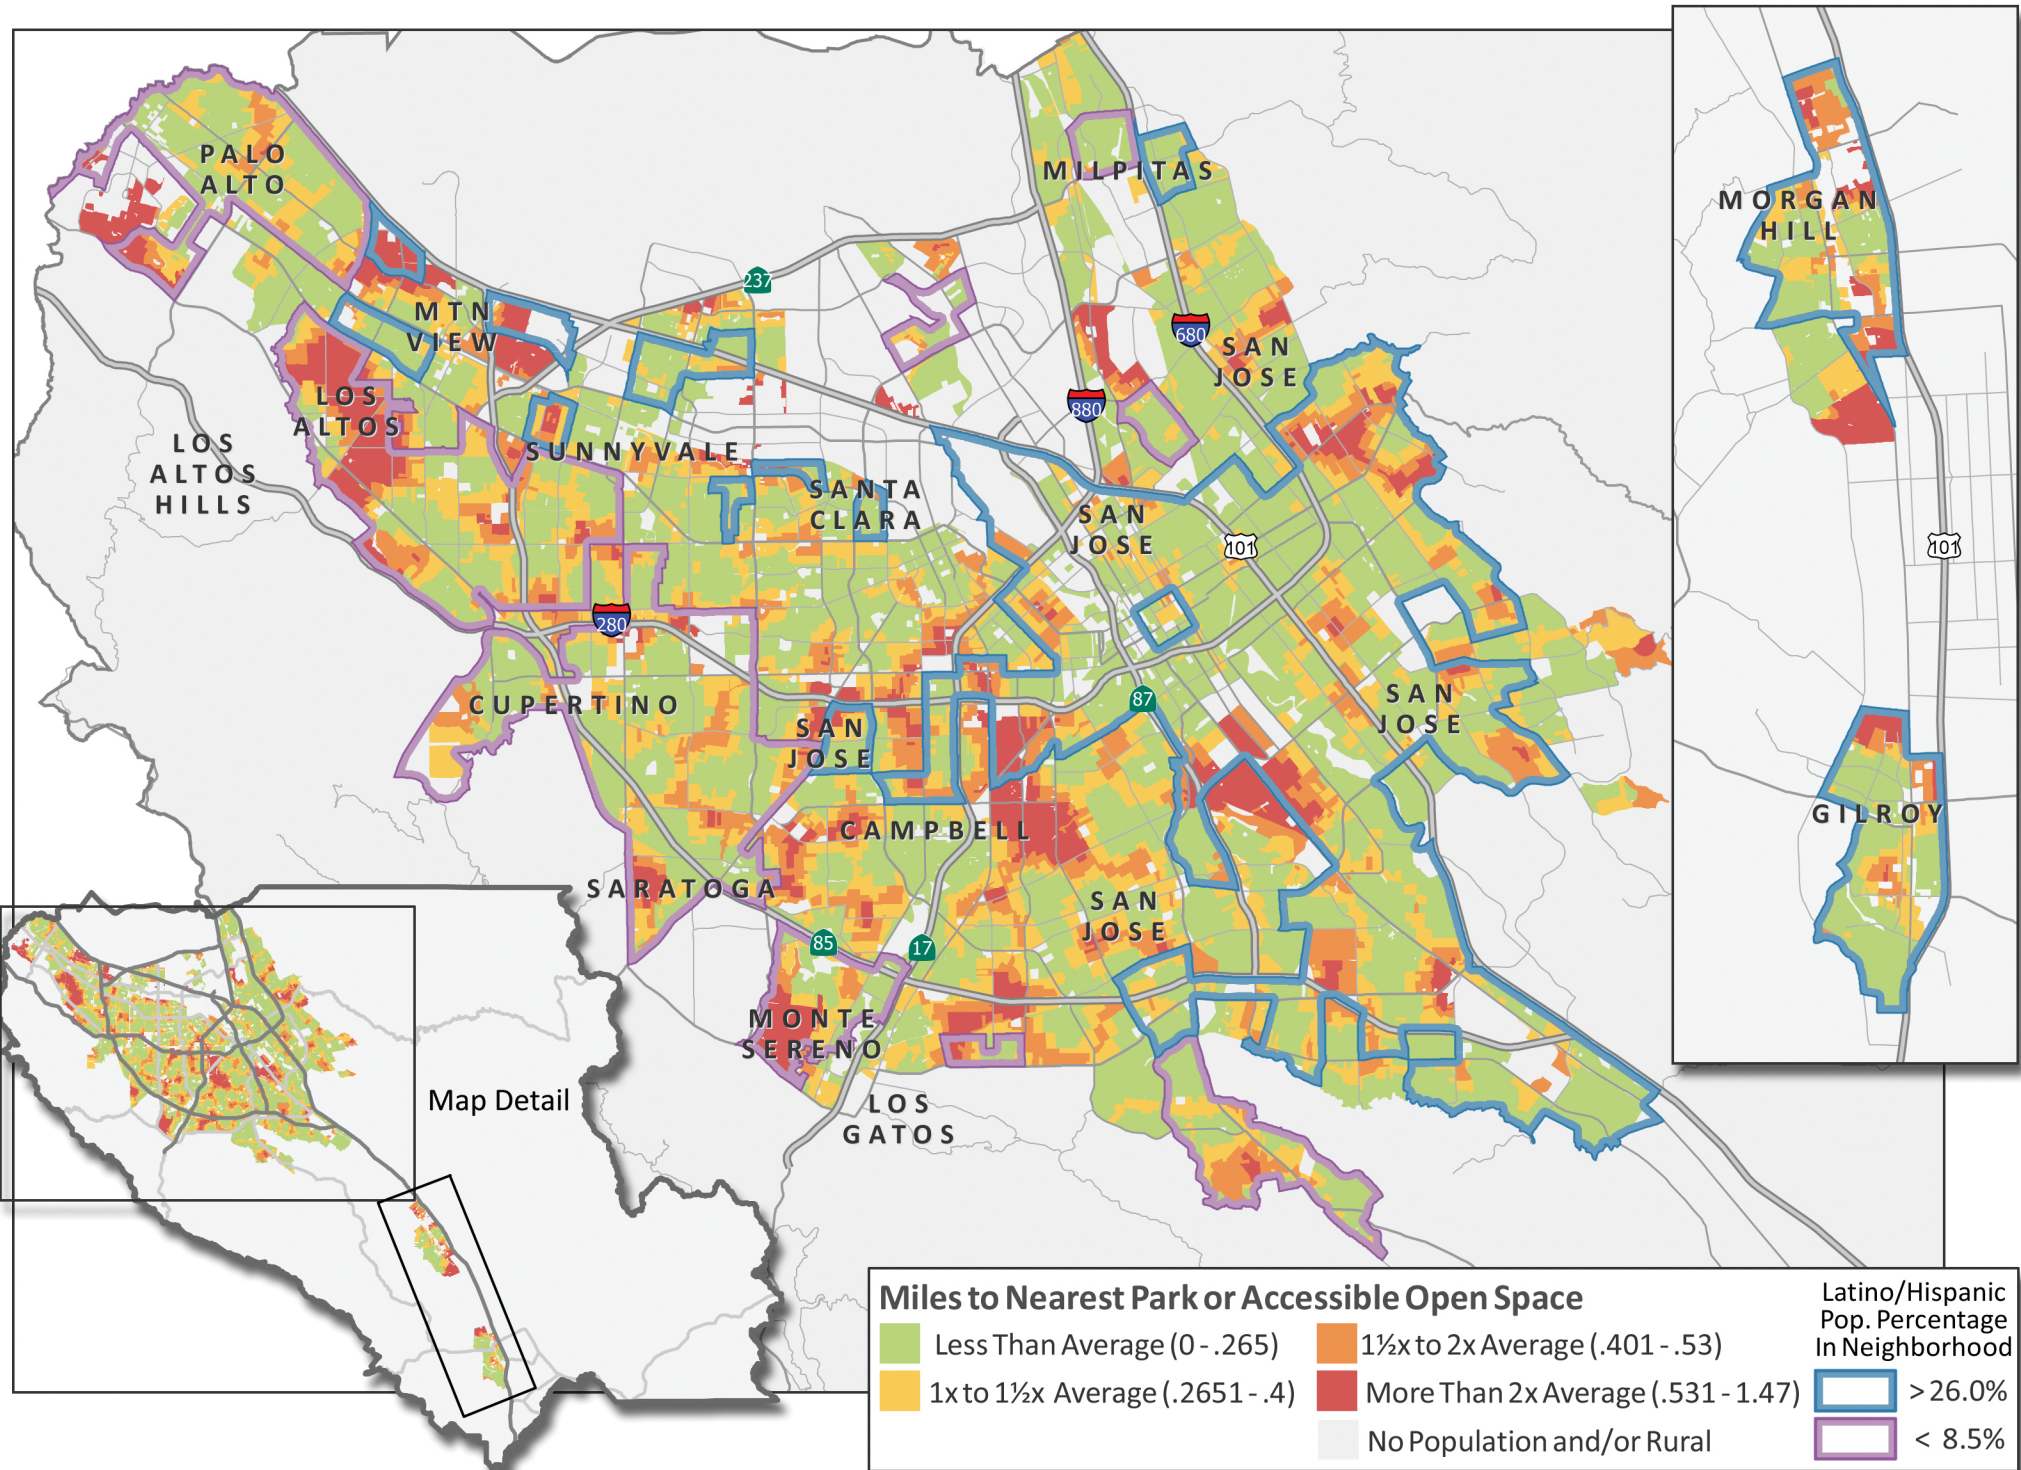 PALO
ALTO
MILPITAS
MORGAN
HILL
237
MTN
VIEW
680
SAN
JOSE
880
LOS
ALTOS
LOS
ALTOS
HILLS
SUNNYVALE
SANTA
CLARA
SAN
JOSE
101
101
280
CUPERTINO
87
SAN
JOSE
SAN
JOSE
CAMPBELL
GILROY
SARATOGA
SAN
JOSE
85
17
MONTE
SERENO
LOS
GATOS
Map Detail
Miles to Nearest Park or Accessible Open Space
Less Than Average (0 - .265)
1x to 1½x Average (.2651 - .4)
1½x to 2x Average (.401 - .53)
More Than 2x Average (.531 - 1.47)
No Population and/or Rural
Latino/Hispanic
Pop. Percentage
In Neighborhood
> 26.0%
< 8.5%